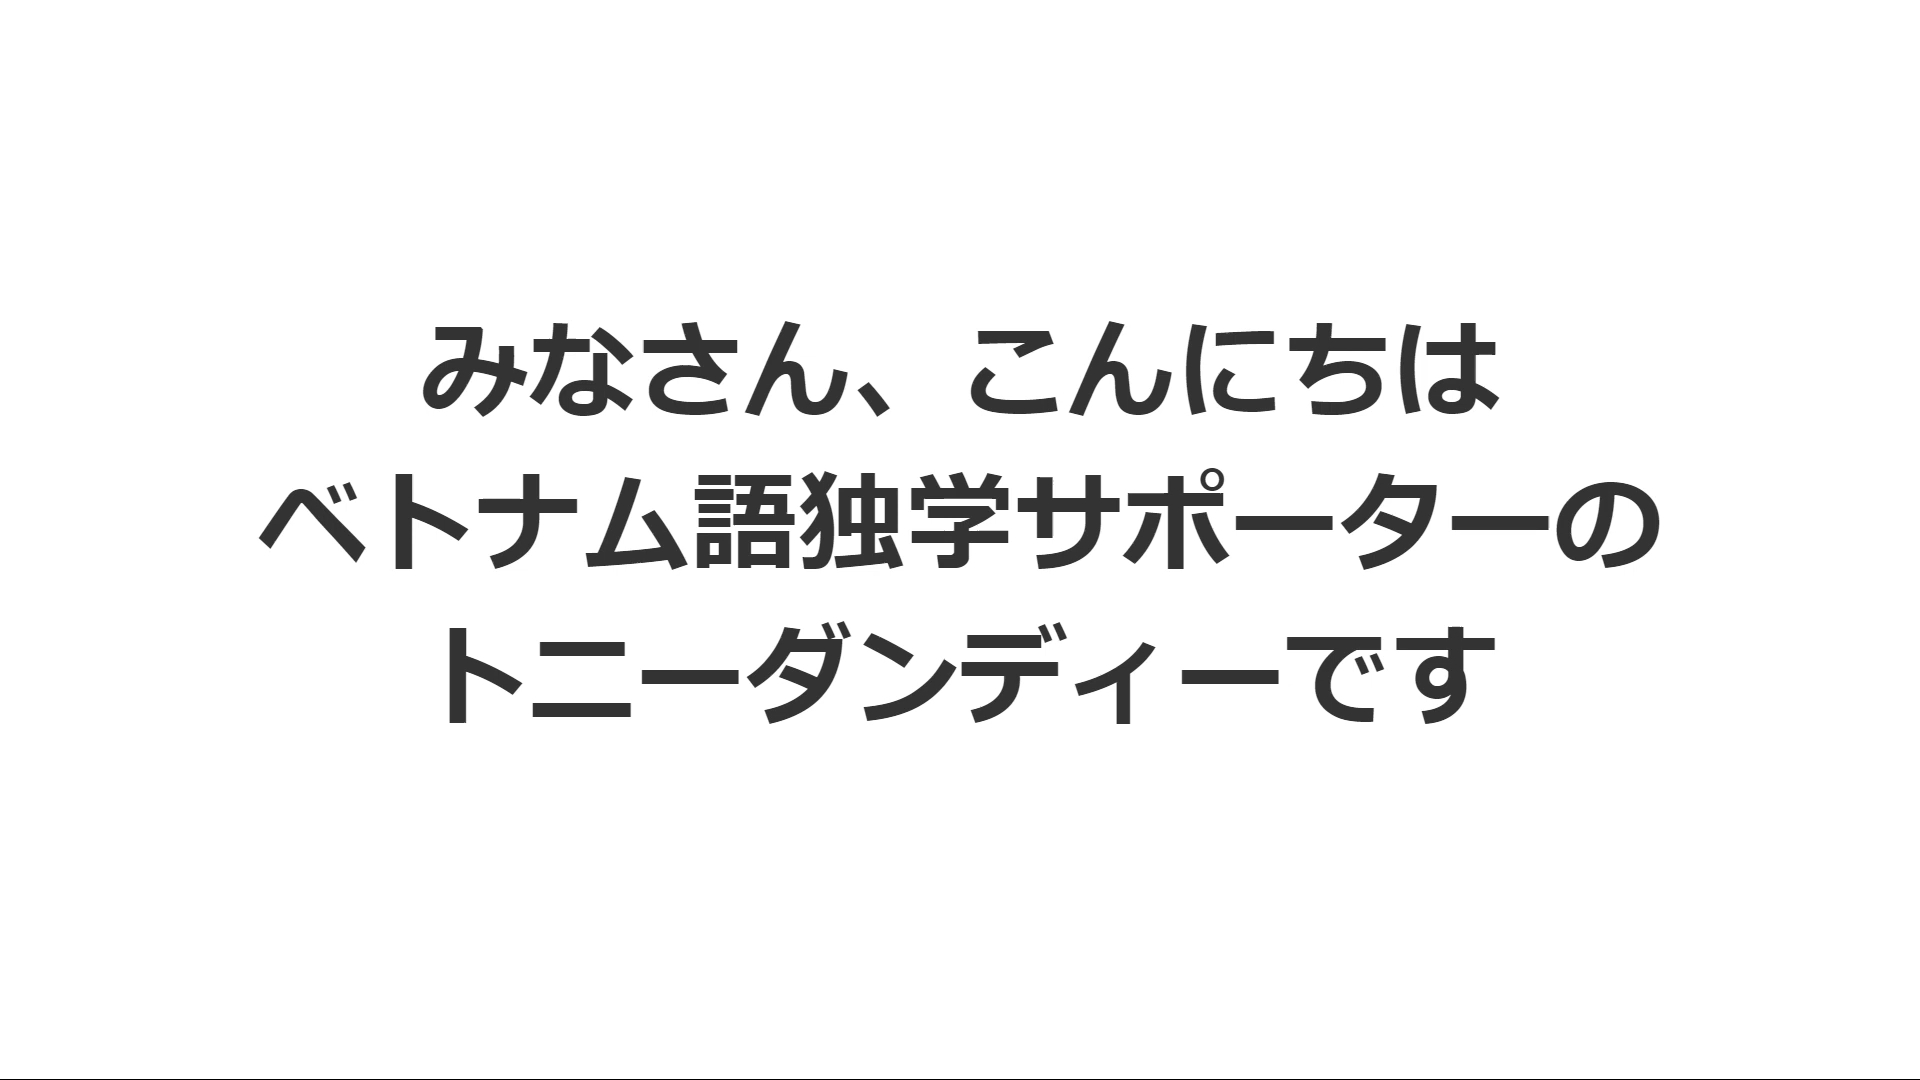 みなさん、こんにちは
ベトナム語独学サポーターの
トニーダンディーです